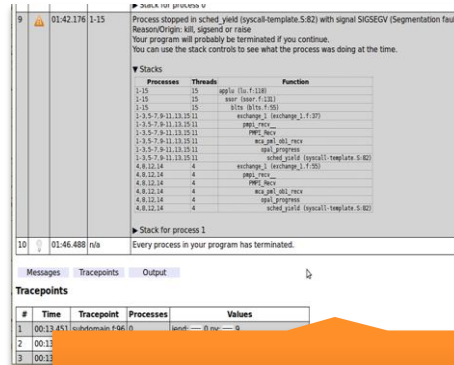 ▶ Stack for process 0
9 01:42.176 1-15 Process stopped in sched_yield (syscall-template.S:82) with signal SIGSEGV (Segmentation fau
Reason/Origin: kill, sigsend or raise
Your program will probably be terminated if you continue.
You can use the stack controls to see what the process was doing at the time.
▼ Stacks
Processes Threads Function
1-15 15 applu (lu.f:118)
1-15 15 ssor (ssor.f:131)
1-15 15 blts (blts.f:55)
1-3,5-7,9-11,13,15 11 exchange_1 (exchange_1.f:37)
1-3,5-7,9-11,13,15 11 pmpi_recv__
1-3,5-7,9-11,13,15 11 PMPI_Recv
1-3,5-7,9-11,13,15 11 mca_pml_ob1_recv
1-3,5-7,9-11,13,15 11 opal_progress
1-3,5-7,9-11,13,15 11 sched_yield (syscall-template.S:82)
4,8,12,14 4 exchange_1 (exchange_1.f:55)
4,8,12,14 4 pmpi_recv__
4,8,12,14 4 PMPI_Recv
4,8,12,14 4 mca_pml_ob1_recv
4,8,12,14 4 opal_progress
4,8,12,14 4 sched_yield (syscall-template.S:82)
▶ Stack for process 1
10 01:46.488 n/a Every process in your program has terminated.
Messages Tracepoints Output
Tracepoints
# Time Tracepoint Processes Values
1 00:13.451 subdomain.f:96 0
2 00:13
3 00:13